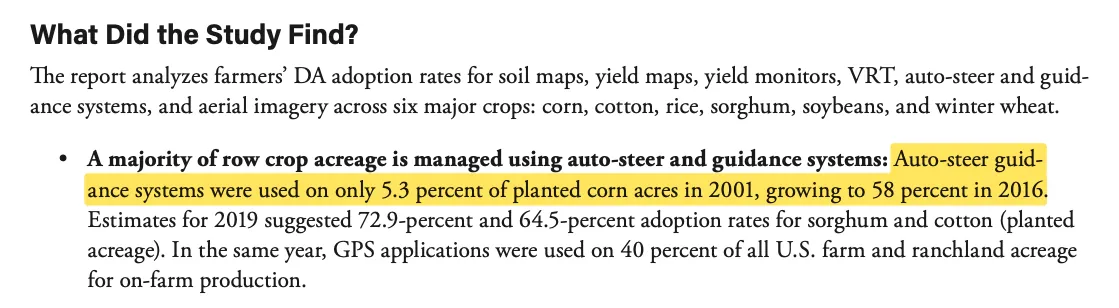 What Did the Study Find?
The report analyzes farmers’ DA adoption rates for soil maps, yield maps, yield monitors, VRT, auto-steer and guid-
ance systems, and aerial imagery across six major crops: corn, cotton, rice, sorghum, soybeans, and winter wheat.
• A majority of row crop acreage is managed using auto-steer and guidance systems: Auto-steer guid-
ance systems were used on only 5.3 percent of planted corn acres in 2001, growing to 58 percent in 2016.
Estimates for 2019 suggested 72.9-percent and 64.5-percent adoption rates for sorghum and cotton (planted
acreage). In the same year, GPS applications were used on 40 percent of all U.S. farm and ranchland acreage
for on-farm production.